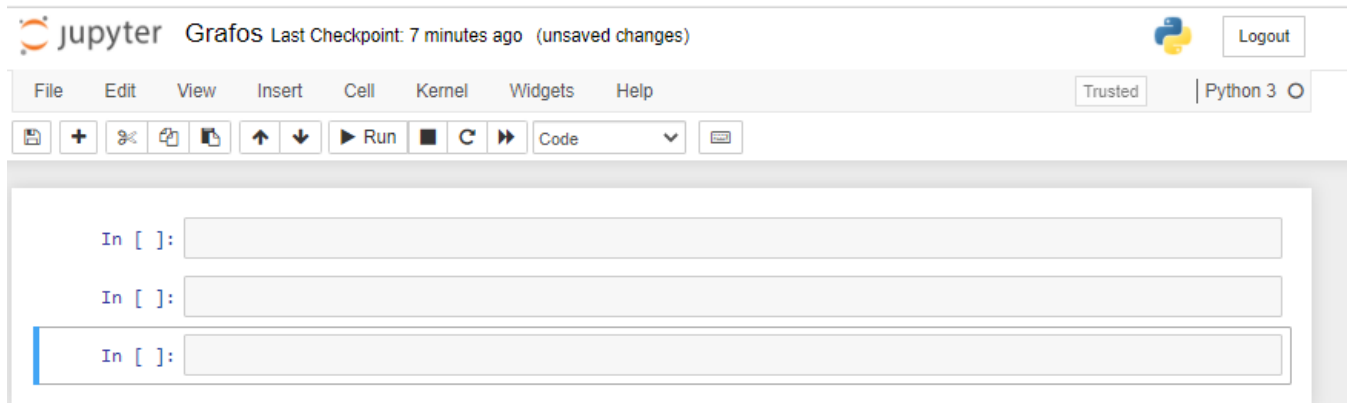 jupyter Grafos Last Checkpoint: 7 minutes ago (unsaved changes) Logout
File Edit View Insert Cell Kernel Widgets Help Trusted Python 3
Run Code
In [ ]:
In [ ]:
In [ ]: